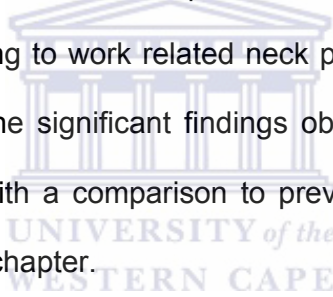 ng to work related neck p
he significant findings ob
ith a comparison to prev
UNIVERSITY of the
chapter.
WESTERN CAPE